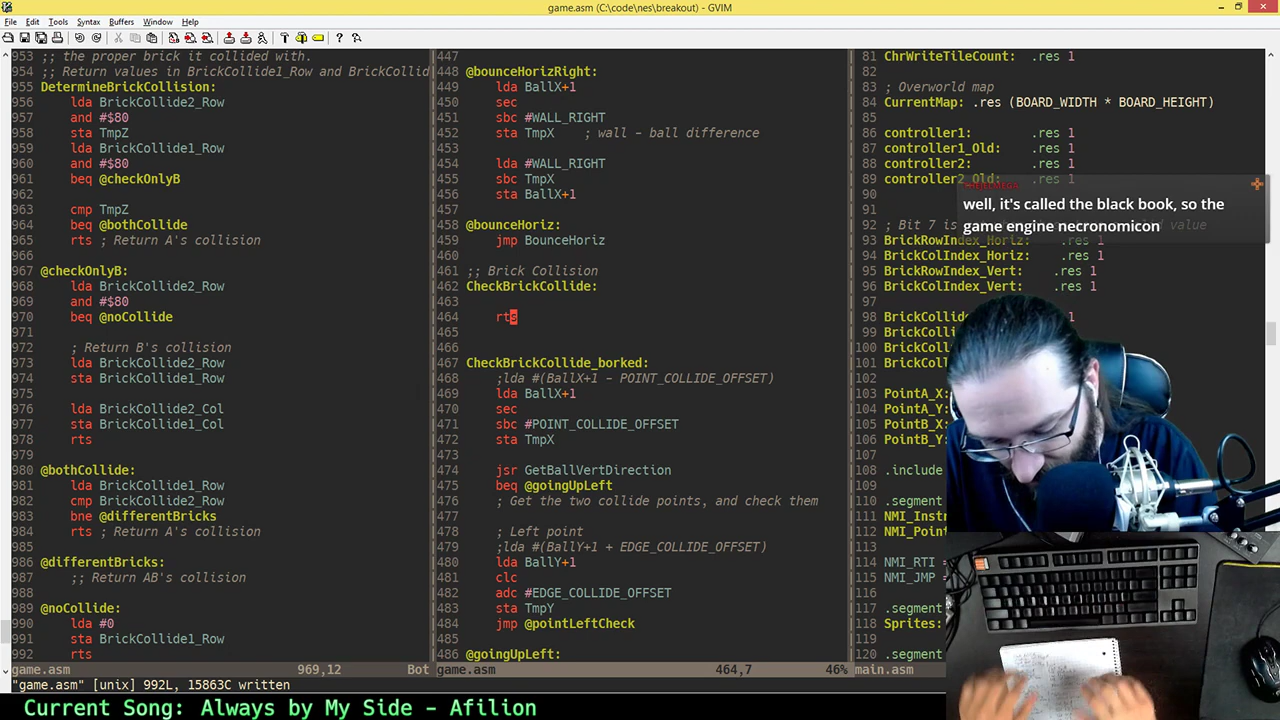 game.asm (C:\code\nes\breakout) - GVIM
File Edit Tools Syntax Buffers Window Help
953 ;; the proper brick it collided with.
954 ;; Return values in BrickCollide1_Row and BrickCollid
955 DetermineBrickCollision:
956 lda BrickCollide2_Row
957 and #$80
958 sta TmpZ
959 lda BrickCollide1_Row
960 and #$80
961 beq @checkOnlyB
962
963 cmp TmpZ
964 beq @bothCollide
965 rts ; Return A's collision
966
967 @checkOnlyB:
968 lda BrickCollide2_Row
969 and #$80
970 beq @noCollide
971
972 ; Return B's collision
973 lda BrickCollide2_Row
974 sta BrickCollide1_Row
975
976 lda BrickCollide2_Col
977 sta BrickCollide1_Col
978 rts
979
980 @bothCollide:
981 lda BrickCollide1_Row
982 cmp BrickCollide2_Row
983 bne @differentBricks
984 rts ; Return A's collision
985
986 @differentBricks:
987 ;; Return AB's collision
988
989 @noCollide:
990 lda #0
991 sta BrickCollide1_Row
992 rts
game.asm 969,12 Bot
447
448 @bounceHorizRight:
449 lda BallX+1
450 sec
451 sbc #WALL_RIGHT
452 sta TmpX ; wall - ball difference
453
454 lda #WALL_RIGHT
455 sbc TmpX
456 sta BallX+1
457
458 @bounceHoriz:
459 jmp BounceHoriz
460
461 ;; Brick Collision
462 CheckBrickCollide:
463
464 rts
465
466
467 CheckBrickCollide_borked:
468 ;lda #(BallX+1 - POINT_COLLIDE_OFFSET)
469 lda BallX+1
470 sec
471 sbc #POINT_COLLIDE_OFFSET
472 sta TmpX
473
474 jsr GetBallVertDirection
475 beq @goingUpLeft
476 ; Get the two collide points, and check them
477
478 ; Left point
479 ;lda #(BallY+1 + EDGE_COLLIDE_OFFSET)
480 lda BallY+1
481 clc
482 adc #EDGE_COLLIDE_OFFSET
483 sta TmpY
484 jmp @pointLeftCheck
485
486 @goingUpLeft:
game.asm 464,7 46%
81 ChrWriteTileCount: .res 1
82
83 ; Overworld map
84 CurrentMap: .res (BOARD_WIDTH * BOARD_HEIGHT)
85
86 controller1: .res 1
87 controller1_Old: .res 1
88 controller2: .res 1
89 controller2_Old: .res 1
90
91
92 ; Bit 7 is value
93 BrickRowIndex_Horiz: .res 1
94 BrickColIndex_Horiz: .res 1
95 BrickRowIndex_Vert: .res 1
96 BrickColIndex_Vert: .res 1
97
98 BrickCollid 1
99 BrickColli
100 BrickColli
101 BrickColl
102
103 PointA_X:
104 PointA_Y:
105 PointB_X:
106 PointB_Y:
108 .include
109
110 .segment
111 NMI_Instr
112 NMI_Point
113
114 NMI_RTI =
115 NMI_JMP =
116
117 .segment
118 Sprites:
119
120 .segment
main.asm
well, it's called the black book, so the
game engine necronomicon
"game.asm" [unix] 992L, 15863C written
Current Song: Always by My Side - Afilion